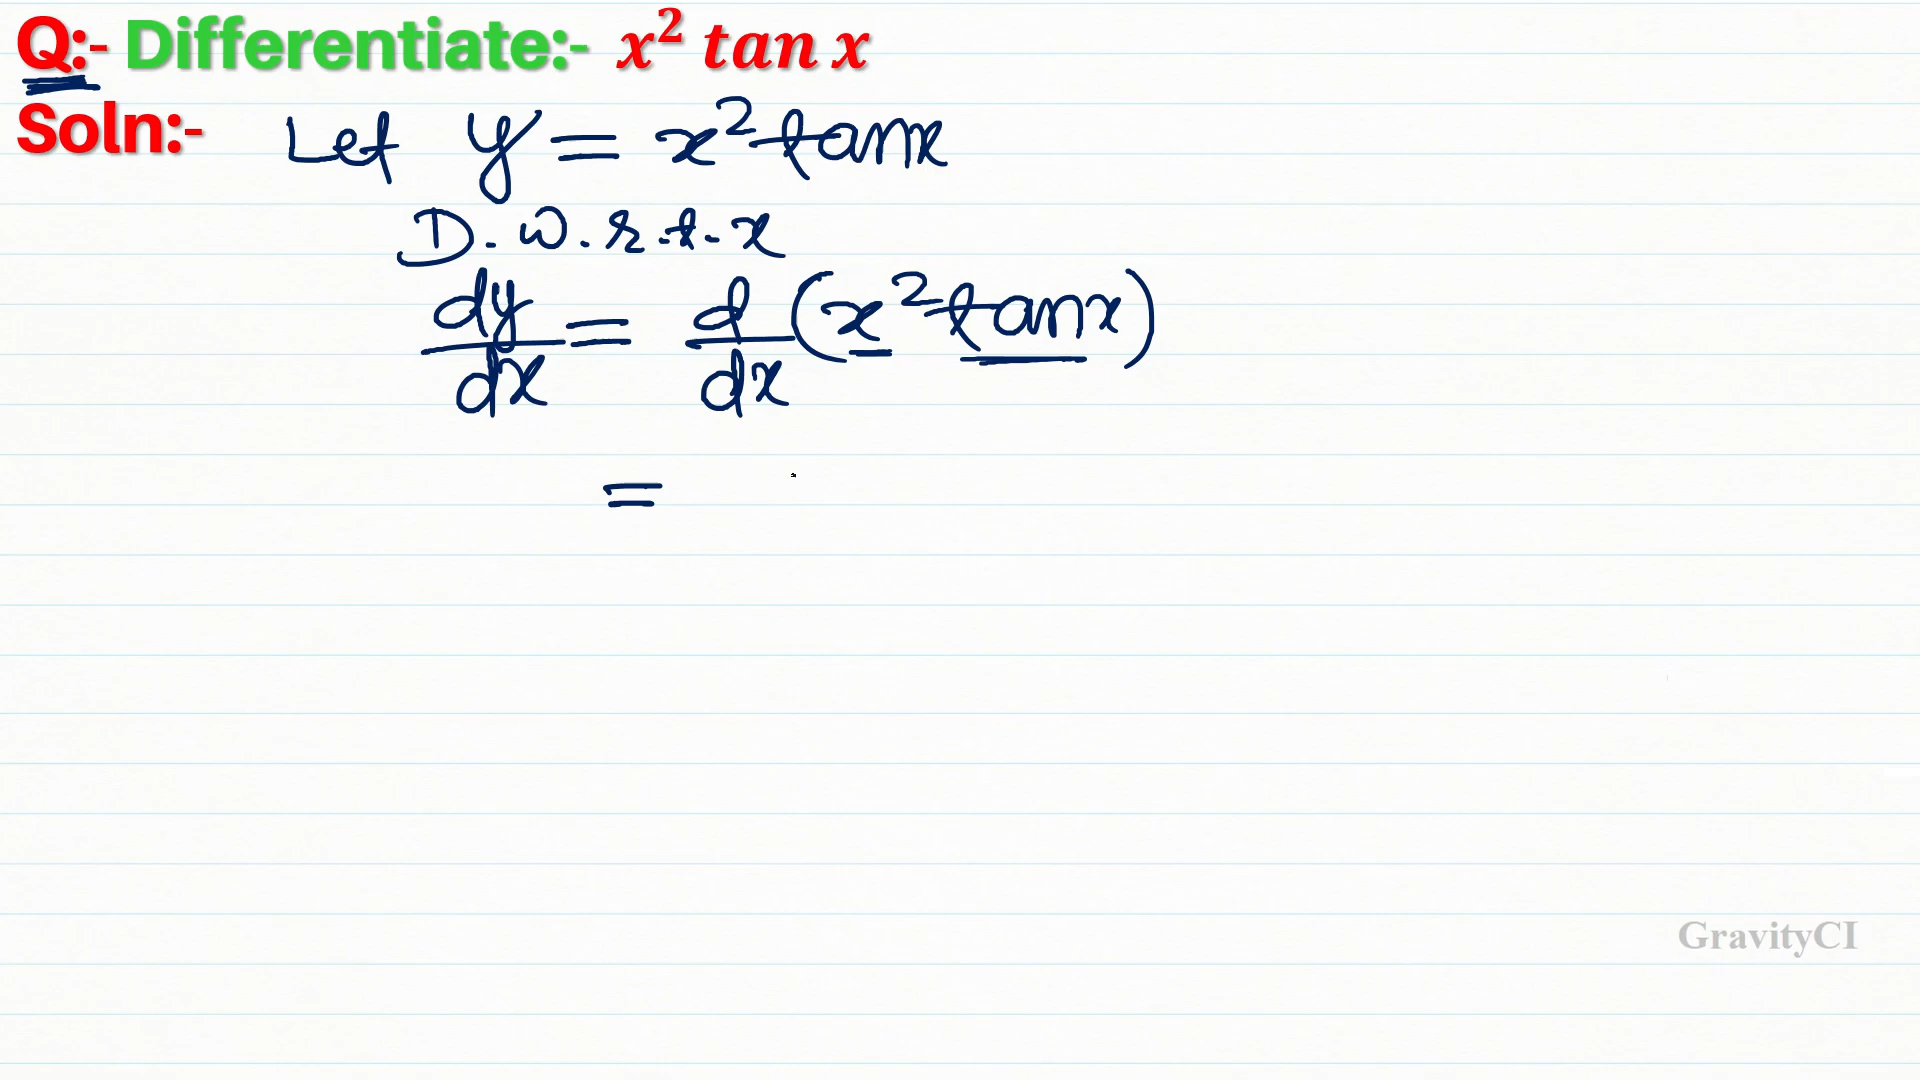 Q:- Differentiate:- x² tan x
Soln:- Let y = x² tanx
D. w. r. t. x
dy/dx = d/dx (x² tanx)
=
GravityCI